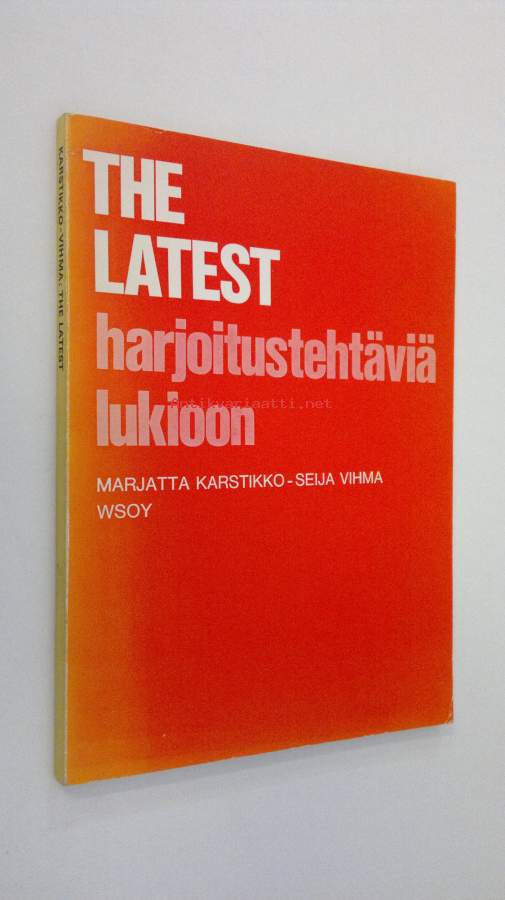 KARSTIKKO - VIHMA: THE LATEST
THE
LATEST
harjoitustehtäviä
lukioon
Antikvariaatti.net
MARJATTA KARSTIKKO - SEIJA VIHMA
WSOY